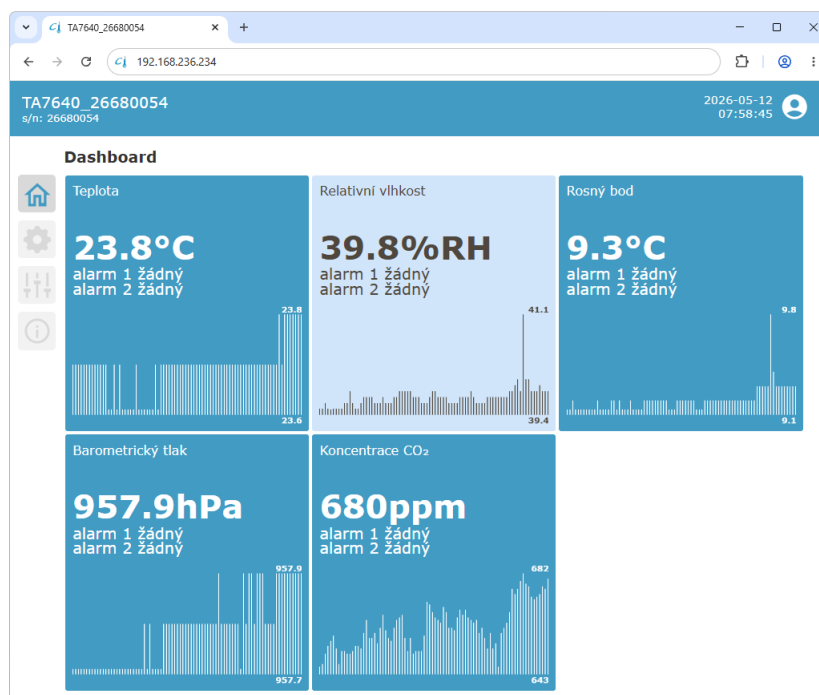 TA7640_26680054
192.168.236.234
TA7640_26680054
s/n: 26680054
2026-05-12
07:58:45
Dashboard
Teplota
23.8°C
alarm 1 žádný
alarm 2 žádný
23.8
23.6
Relativní vlhkost
39.8%RH
alarm 1 žádný
alarm 2 žádný
41.1
39.4
Rosný bod
9.3°C
alarm 1 žádný
alarm 2 žádný
9.8
9.1
Barometrický tlak
957.9hPa
alarm 1 žádný
alarm 2 žádný
957.9
957.7
Koncentrace CO₂
680ppm
alarm 1 žádný
alarm 2 žádný
682
643